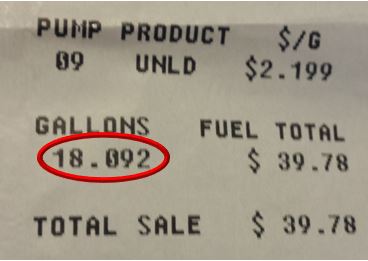 PUMP PRODUCT $/G
09 UNLD $2.199
GALLONS FUEL TOTAL
18.092 $ 39.78
TOTAL SALE $ 39.78